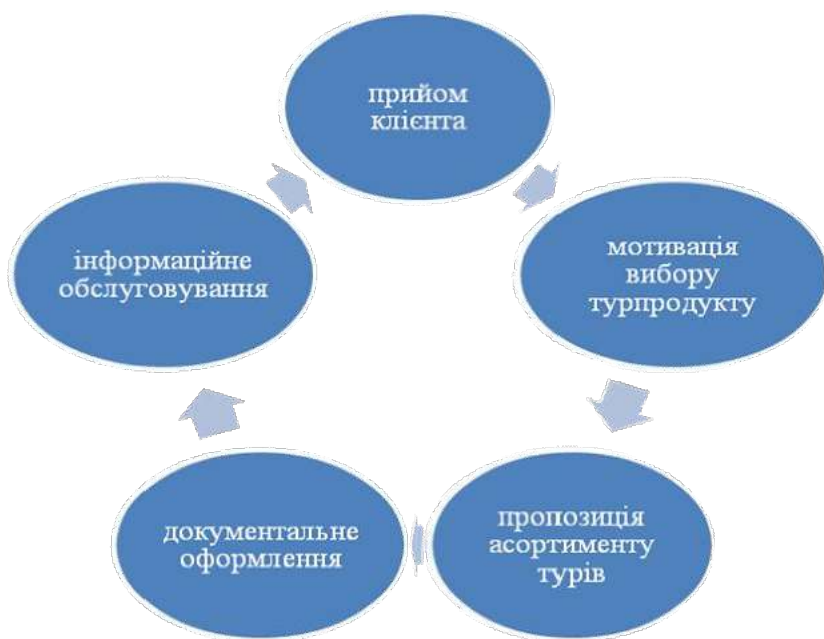 прийом
клієнта
мотивація
вибору
турпродукту
пропозиція
асортименту
турів
документальне
оформлення
інформаційне
обслуговування